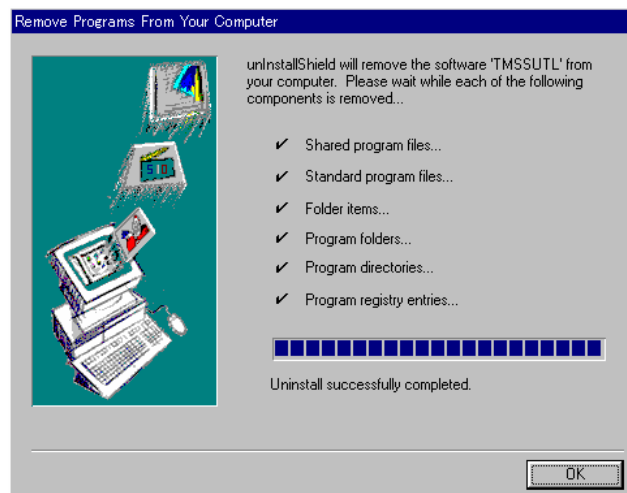 Remove Programs From Your Computer
unInstallShield will remove the software 'TMSSUTL' from
your computer. Please wait while each of the following
components is removed...
✔ Shared program files...
✔ Standard program files...
✔ Folder items...
✔ Program folders...
✔ Program directories...
✔ Program registry entries...
Uninstall successfully completed.
OK